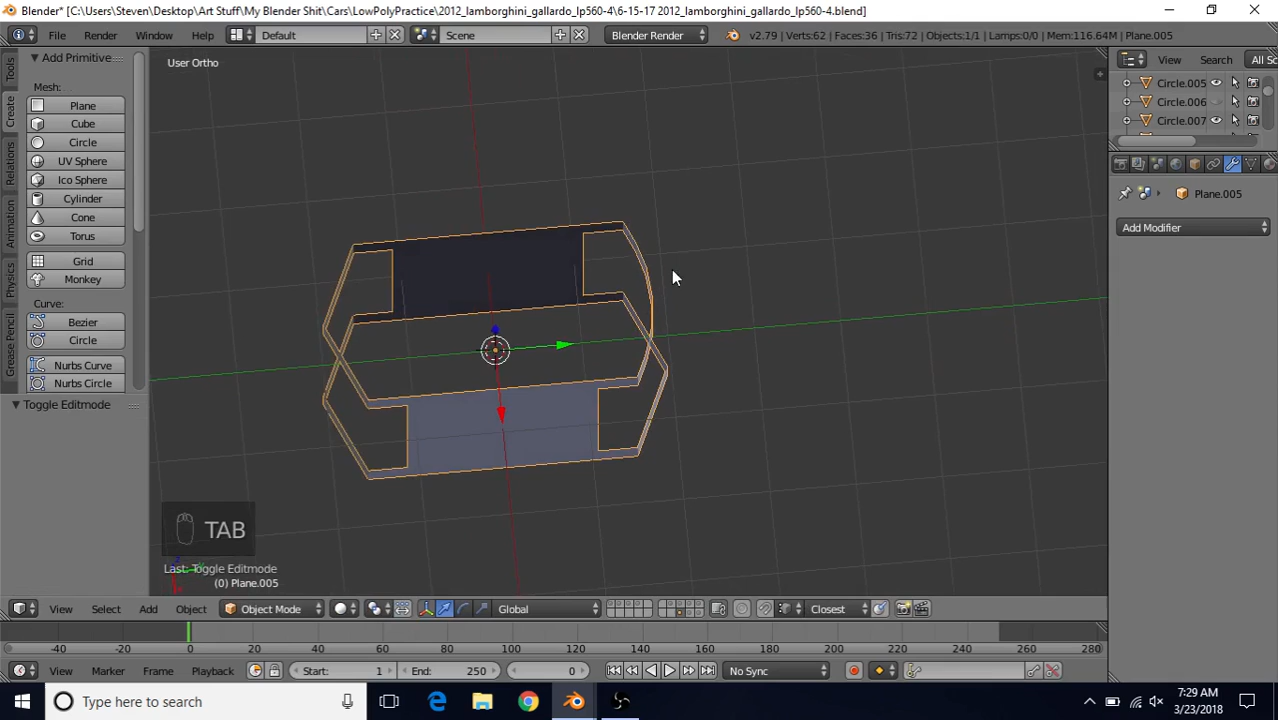 Blender* [C:\Users\Steven\Desktop\Art Stuff\My Blender Shit\Cars\LowPolyPractice\2012_lamborghini_gallardo_lp560-4\6-15-17 2012_lamborghini_gallardo_lp560-4.blend]
File Render Window Help Default Scene Blender Render v2.79 | Verts:62 | Faces:36 | Tris:72 | Objects:1/1 | Lamps:0/0 | Mem:116.64M | Plane.005
Add Primitive
User Ortho
View Search All Sc
Tools
Create
Relations
Animation
Physics
Grease Pencil
Mesh:
Plane
Cube
Circle
UV Sphere
Ico Sphere
Cylinder
Cone
Torus
Grid
Monkey
Curve:
Bezier
Circle
Nurbs Curve
Nurbs Circle
Toggle Editmode
Circle.005
Circle.006
Circle.007
Plane.005
Add Modifier
TAB
Last: Toggle Editmode
(0) Plane.005
View Select Add Object Object Mode Global Closest
-40 -20 0 20 40 60 80 100 120 140 160 180 200 220 240 260 280
View Marker Frame Playback Start: 1 End: 250 0 No Sync
Type here to search
7:29 AM
3/23/2018